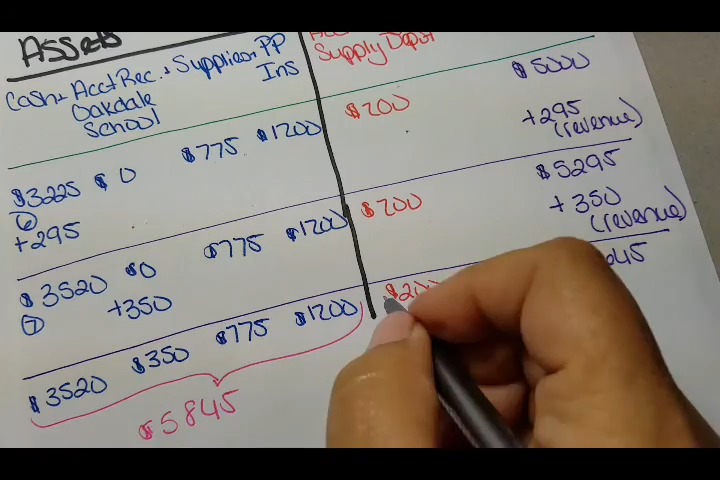 Assets
Supply Depot
Cash + Acct Rec. + Supplies + PP
Oakdale Ins
School
$5000
$3225 $0 $775 $1200 $200
+295
(revenue)
⑥
+295
$5295
$3520 $0 $775 $1200 $200
+350
(revenue)
⑦
+350
$3520 $350 $775 $1200
$5845